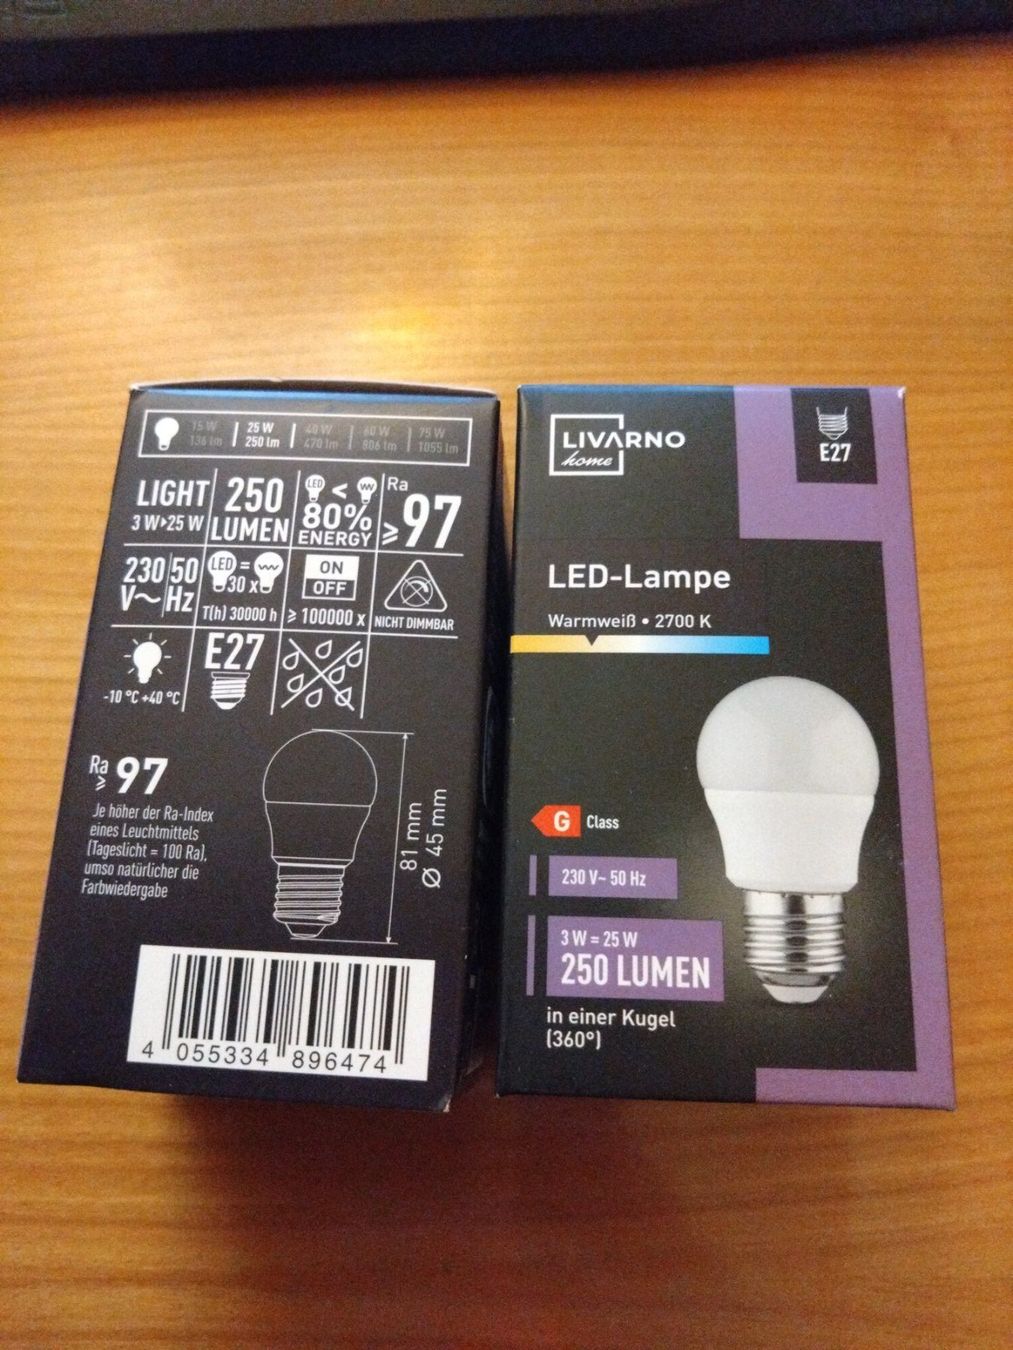 15 W 25 W 40 W 60 W 75 W
136 lm 250 lm 470 lm 806 lm 1055 lm
LIGHT
3 W▸25 W
250
LUMEN
LED <
80%
ENERGY
Ra
≥97
230
V~
50
Hz
LED =
30 x
T(h) 30000 h
ON
OFF
≥ 100000 x
NICHT DIMMBAR
-10 °C +40 °C
E27
Ra
≥ 97
Je höher der Ra-Index
eines Leuchtmittels
(Tageslicht = 100 Ra),
umso natürlicher die
Farbwiedergabe
81 mm
Ø 45 mm
4 055334 896474
LIVARNO
home
E27
LED-Lampe
Warmweiß • 2700 K
G Class
230 V~ 50 Hz
3 W = 25 W
250 LUMEN
in einer Kugel
(360°)